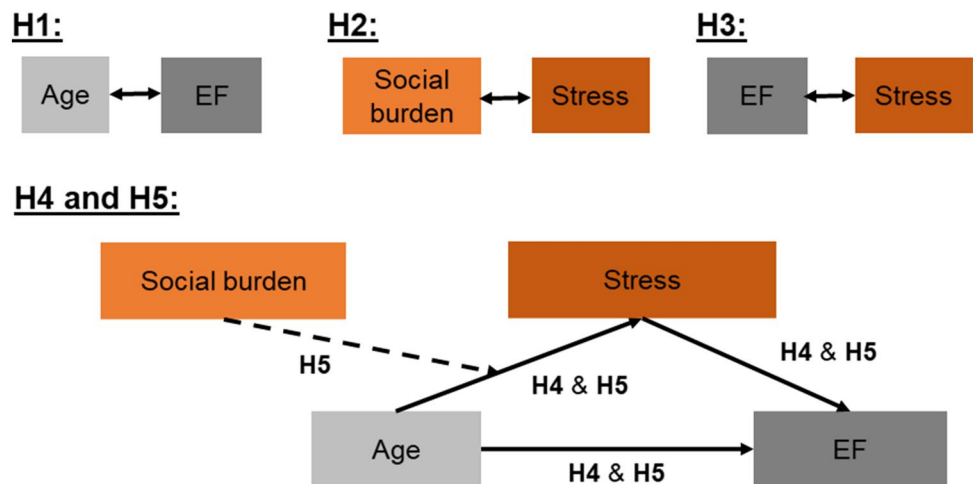 H1:
H2:
H3:
Age
EF
Social
burden
Stress
EF
Stress
H4 and H5:
Social burden
Stress
H5
H4 & H5
H4 & H5
Age
EF
H4 & H5